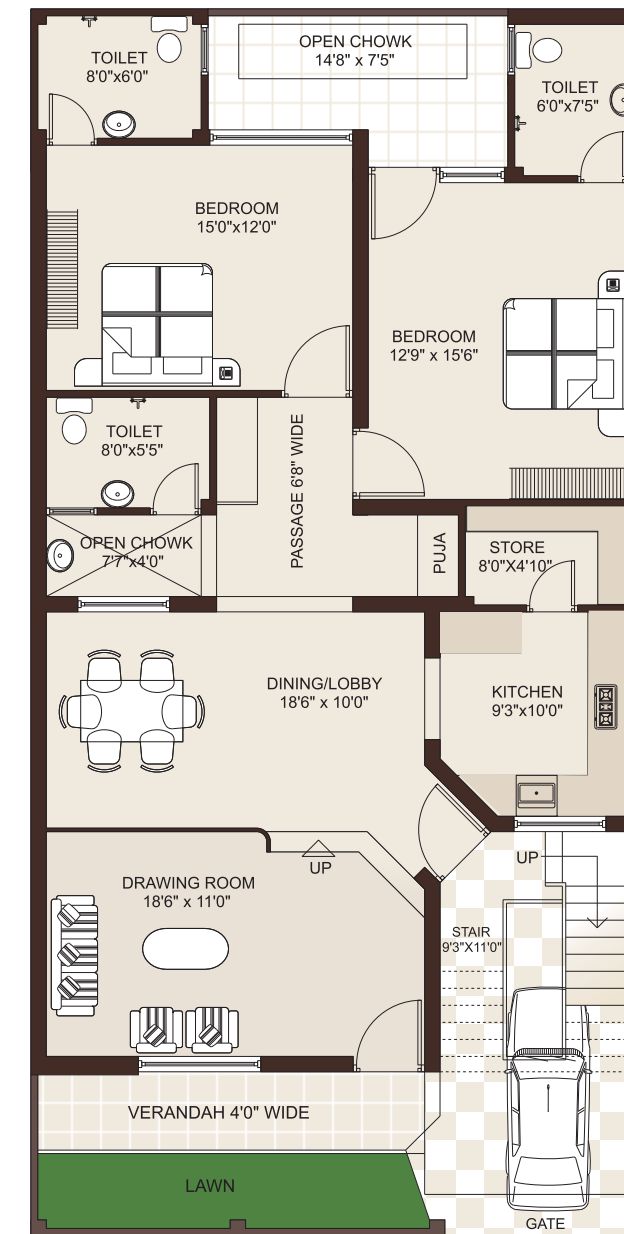 TOILET
8'0"x6'0"
OPEN CHOWK
14'8" x 7'5"
TOILET
6'0"x7'5"
BEDROOM
15'0"x12'0"
BEDROOM
12'9" x 15'6"
TOILET
8'0"x5'5"
PASSAGE 6'8" WIDE
OPEN CHOWK
7'7"x4'0"
PUJA
STORE
8'0"X4'10"
DINING/LOBBY
18'6" x 10'0"
KITCHEN
9'3"x10'0"
UP
UP
DRAWING ROOM
18'6" x 11'0"
STAIR
9'3"X11'0"
VERANDAH 4'0" WIDE
LAWN
GATE